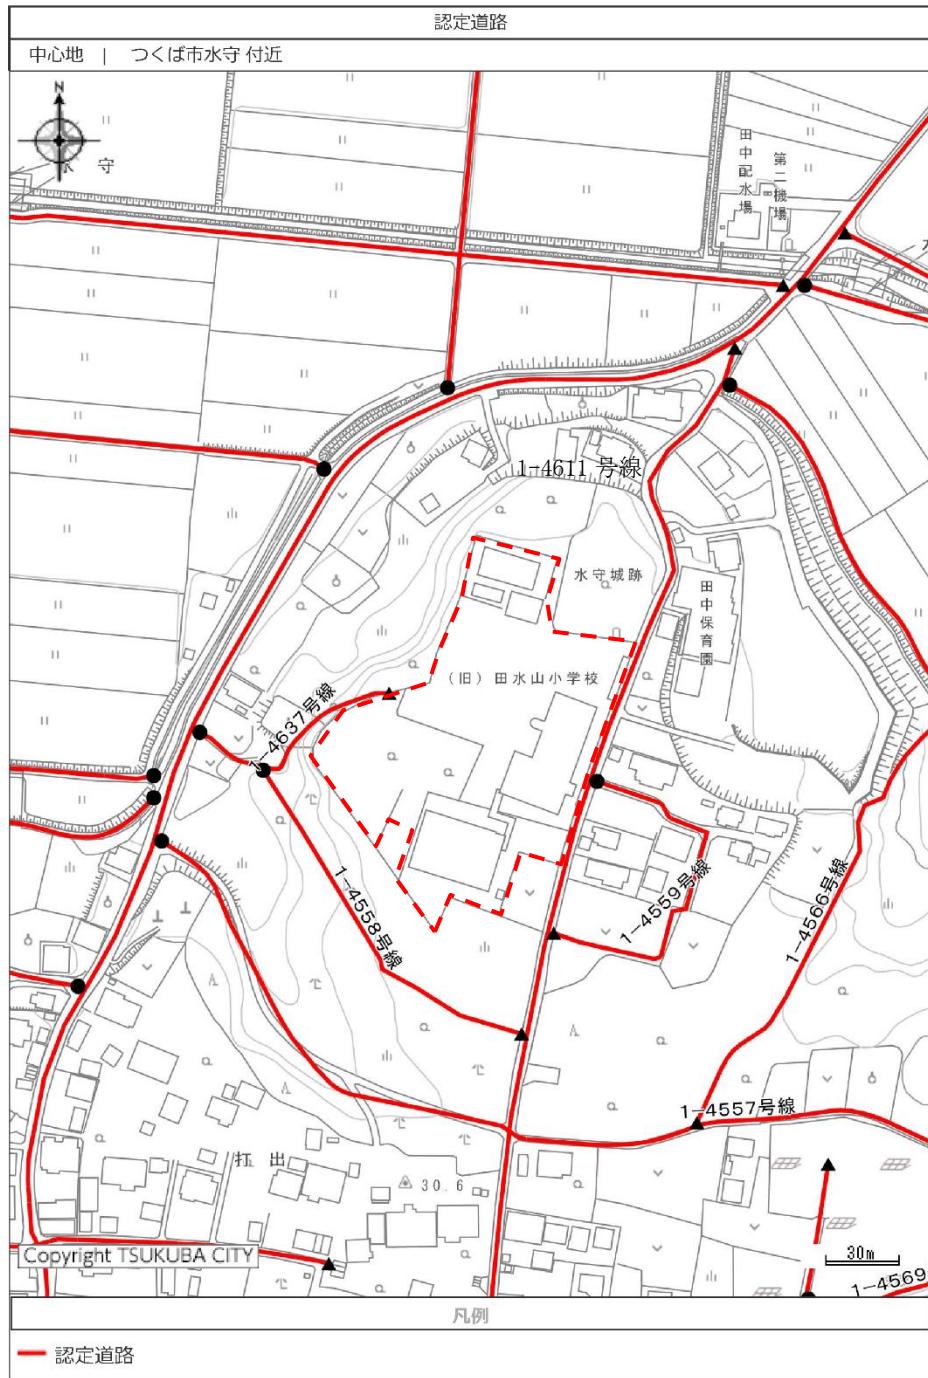 認定道路
中心地 | つくば市水守 付近
N
水 守
田中配水場
第二機場
1-4611 号線
水守城跡
田中保育園
(旧) 田水山小学校
1-4637号線
1-4558号線
1-4559号線
1-4566号線
1-4557号線
打 出
30.6
Copyright TSUKUBA CITY
30m
1-4569
凡例
認定道路